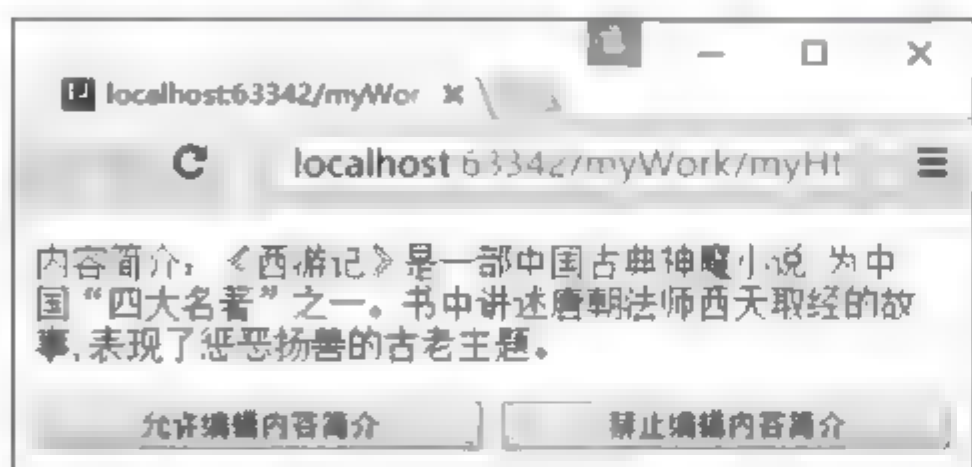 localhost:63342/myWor
localhost:63342/myWork/myHt
内容简介：《西游记》是一部中国古典神魔小说 为中
国“四大名著”之一。书中讲述唐朝法师西天取经的故
事,表现了惩恶扬善的古老主题。
允许编辑内容简介 禁止编辑内容简介